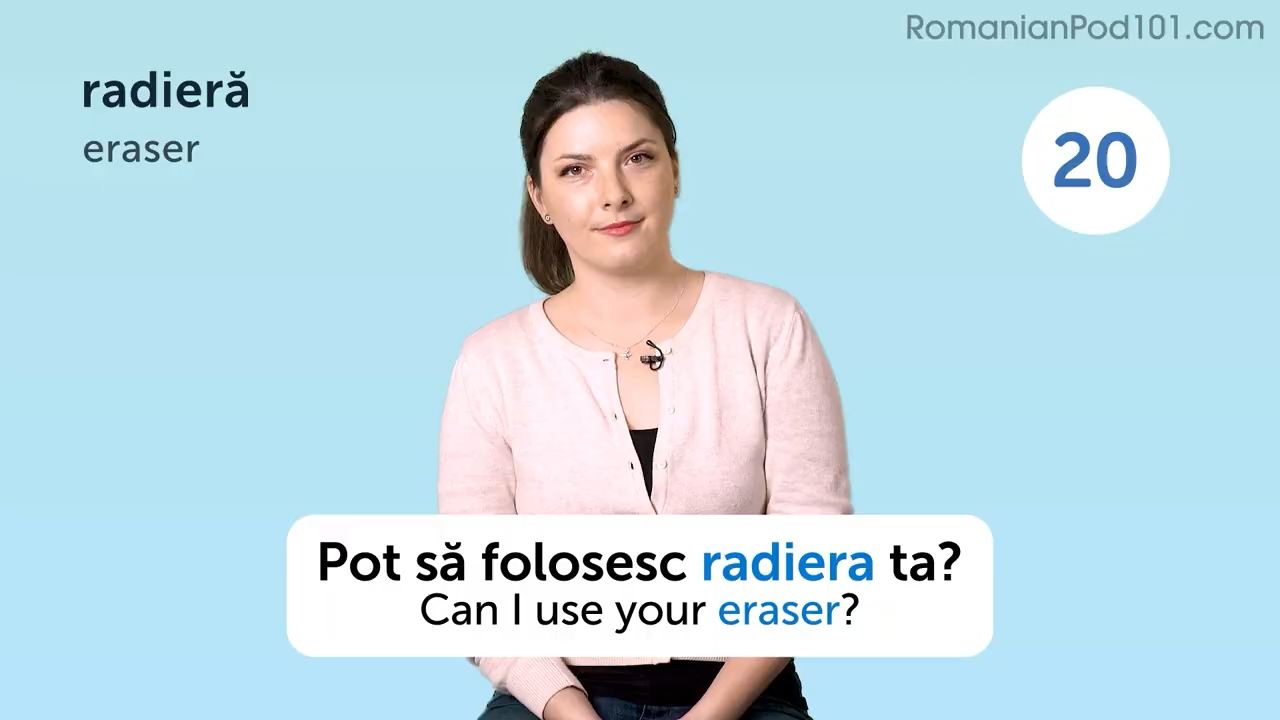 RomanianPod101.com
radieră
eraser
20
Pot să folosesc radiera ta?
Can I use your eraser?